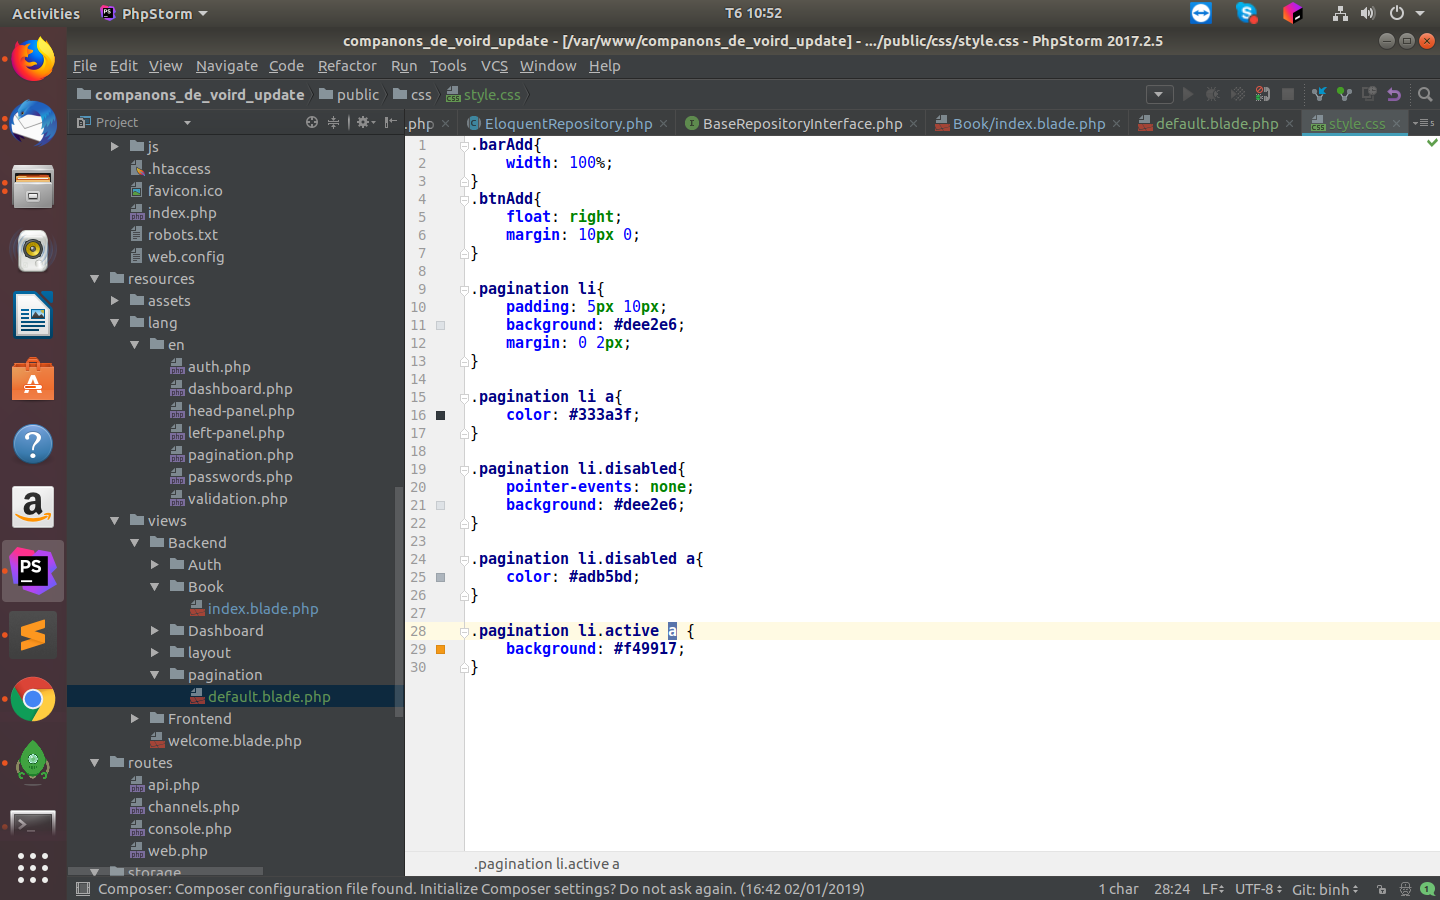 Activities
PhpStorm
T6 10:52
companons_de_voird_update - [/var/www/companons_de_voird_update] - .../public/css/style.css - PhpStorm 2017.2.5
File Edit View Navigate Code Refactor Run Tools VCS Window Help
companons_de_voird_update public css style.css
Project
.php EloquentRepository.php BaseRepositoryInterface.php Book/index.blade.php default.blade.php style.css
js
.htaccess
favicon.ico
index.php
robots.txt
web.config
resources
assets
lang
en
auth.php
dashboard.php
head-panel.php
left-panel.php
pagination.php
passwords.php
validation.php
views
Backend
Auth
Book
index.blade.php
Dashboard
layout
pagination
default.blade.php
Frontend
welcome.blade.php
routes
api.php
channels.php
console.php
web.php
storage
1 .barAdd{
2 width: 100%;
3 }
4 .btnAdd{
5 float: right;
6 margin: 10px 0;
7 }
8
9 .pagination li{
10 padding: 5px 10px;
11 background: #dee2e6;
12 margin: 0 2px;
13 }
14
15 .pagination li a{
16 color: #333a3f;
17 }
18
19 .pagination li.disabled{
20 pointer-events: none;
21 background: #dee2e6;
22 }
23
24 .pagination li.disabled a{
25 color: #adb5bd;
26 }
27
28 .pagination li.active a {
29 background: #f49917;
30 }
.pagination li.active a
Composer: Composer configuration file found. Initialize Composer settings? Do not ask again. (16:42 02/01/2019)
1 char 28:24 LF UTF-8 Git: binh 1